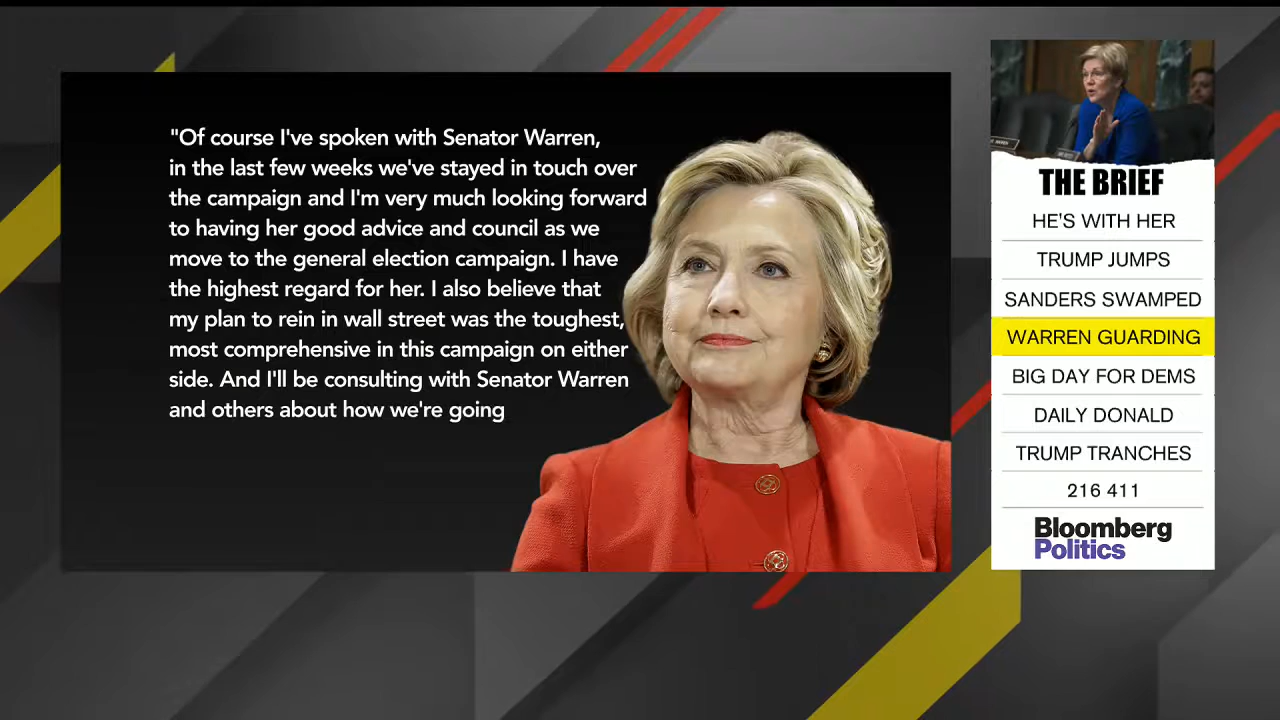 "Of course I've spoken with Senator Warren,
in the last few weeks we've stayed in touch over
the campaign and I'm very much looking forward
to having her good advice and council as we
move to the general election campaign. I have
the highest regard for her. I also believe that
my plan to rein in wall street was the toughest,
most comprehensive in this campaign on either
side. And I'll be consulting with Senator Warren
and others about how we're going
THE BRIEF
HE'S WITH HER
TRUMP JUMPS
SANDERS SWAMPED
WARREN GUARDING
BIG DAY FOR DEMS
DAILY DONALD
TRUMP TRANCHES
216 411
Bloomberg
Politics